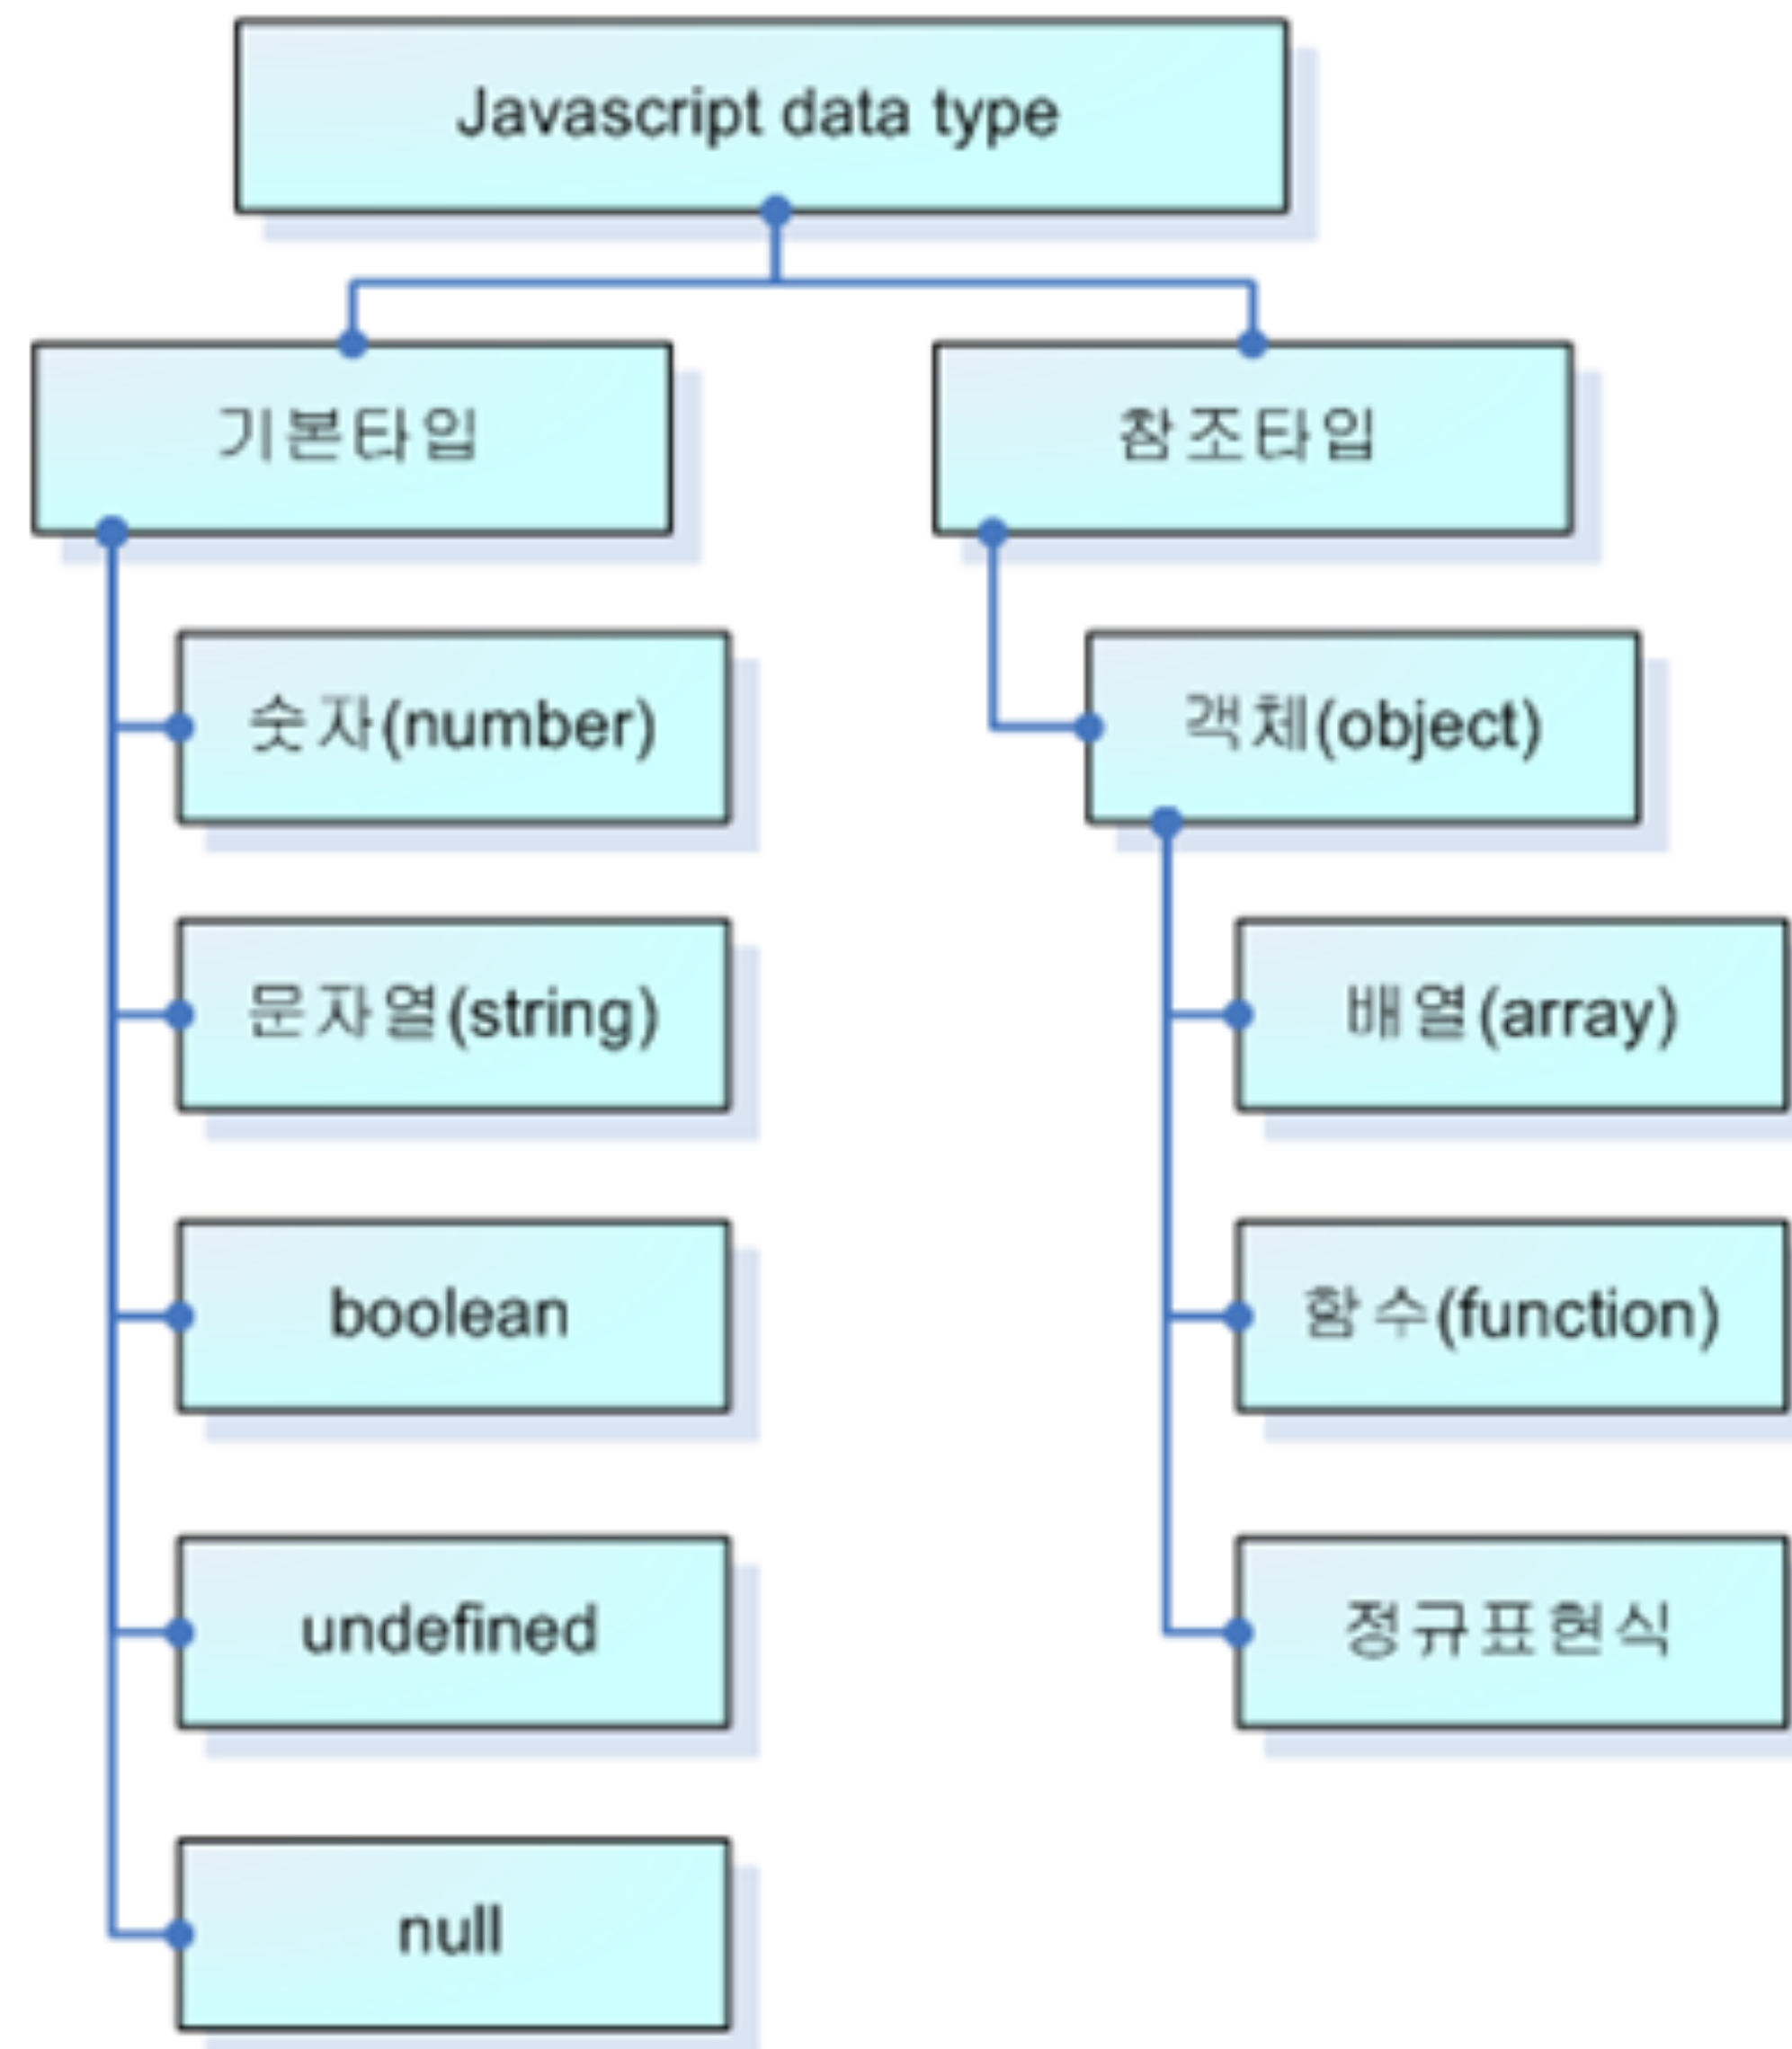 Javascript data type
기본타입
참조타입
숫자(number)
객체(object)
문자열(string)
배열(array)
boolean
함수(function)
undefined
정규표현식
null